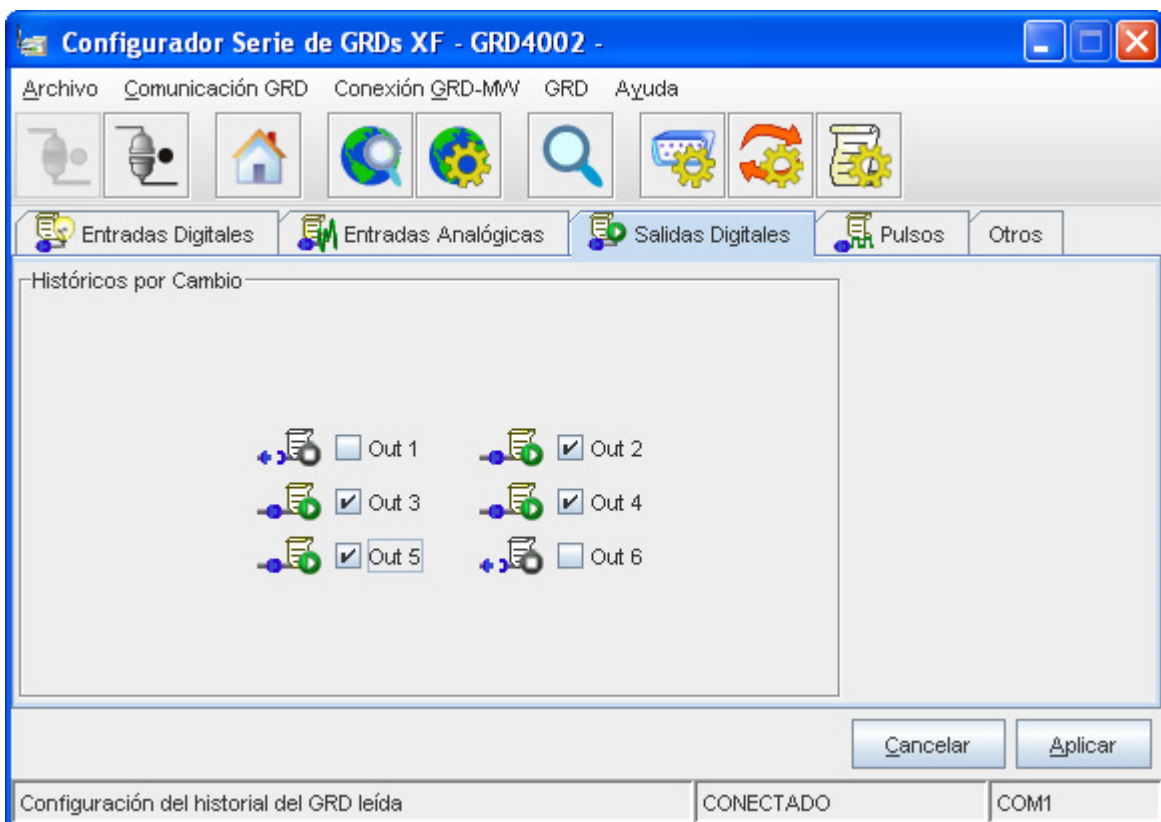 Configurador Serie de GRDs XF - GRD4002 -
Archivo Comunicación GRD Conexión GRD-MW GRD Ayuda
Entradas Digitales Entradas Analógicas Salidas Digitales Pulsos Otros
Históricos por Cambio
Out 1 Out 2
Out 3 Out 4
Out 5 Out 6
Cancelar Aplicar
Configuración del historial del GRD leída CONECTADO COM1